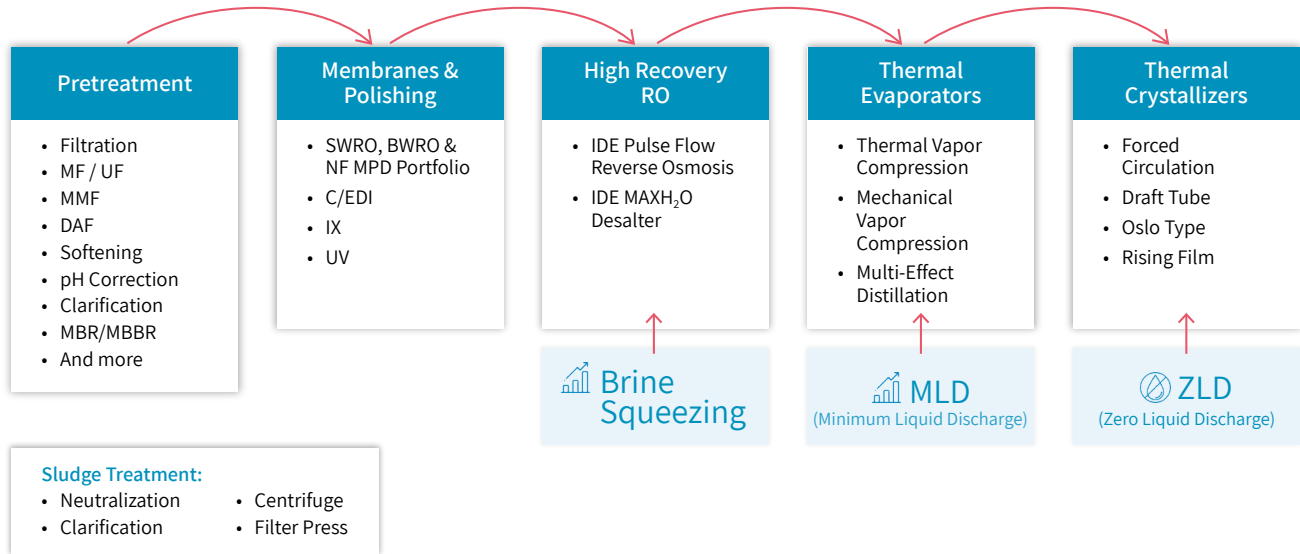 Pretreatment
• Filtration
• MF / UF
• MMF
• DAF
• Softening
• pH Correction
• Clarification
• MBR/MBBR
• And more
Membranes &
Polishing
• SWRO, BWRO &
NF MPD Portfolio
• C/EDI
• IX
• UV
High Recovery
RO
• IDE Pulse Flow
Reverse Osmosis
• IDE MAXH₂O
Desalter
Brine
Squeezing
Thermal
Evaporators
• Thermal Vapor
Compression
• Mechanical
Vapor
Compression
• Multi-Effect
Distillation
MLD
(Minimum Liquid Discharge)
Thermal
Crystallizers
• Forced
Circulation
• Draft Tube
• Oslo Type
• Rising Film
ZLD
(Zero Liquid Discharge)
Sludge Treatment:
• Neutralization
• Clarification
• Centrifuge
• Filter Press